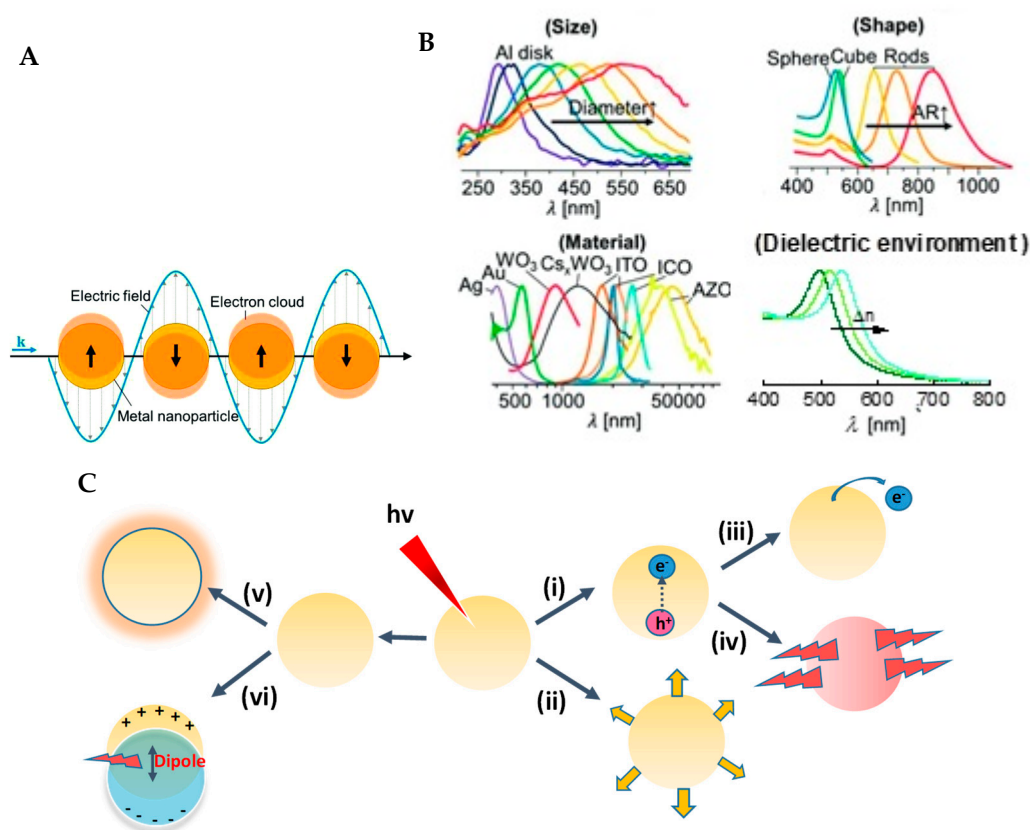 A
Electric field
Electron cloud
k
Metal nanoparticle
B
(Size)
Al disk
Diameter↑
250 350 450 550 650
λ [nm]
(Shape)
Sphere Cube Rods
AR↑
400 600 800 1000
λ [nm]
(Material)
Ag Au WO3 CsxWO3 ITO ICO AZO
500 1000 50000
λ [nm]
(Dielectric environment)
Δn
400 500 600 700 800
λ [nm]
C
hv
(i)
(ii)
(iii)
(iv)
(v)
(vi)
e-
h+
e-
+ + + + +
Dipole
- - - - -